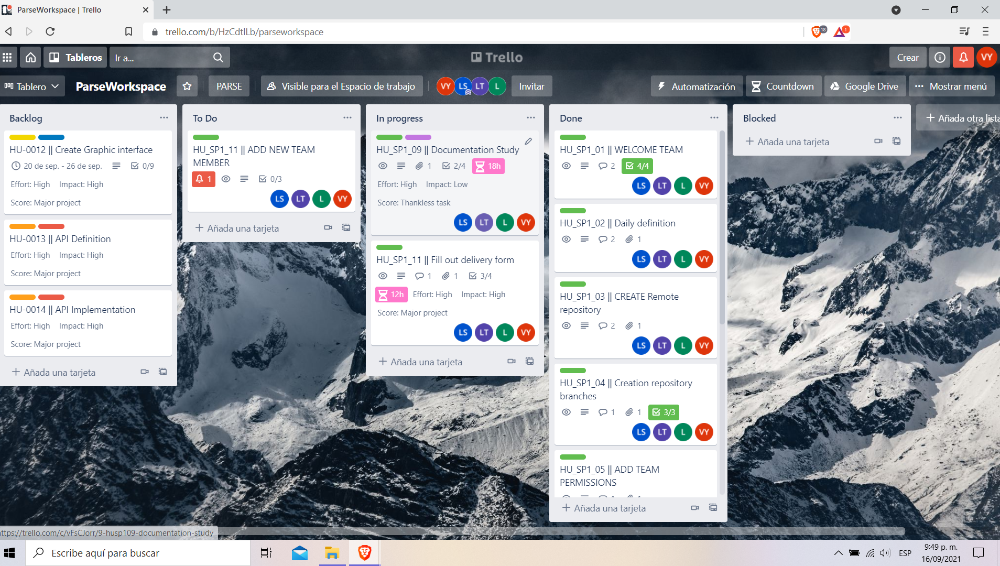 ParseWorkspace | Trello
trello.com/b/HzCdtlLb/parseworkspace
18
1
Tableros
Ir a...
Trello
Crear
VY
Tablero
ParseWorkspace
PARSE
Visible para el Espacio de trabajo
VY LS LT L
Invitar
Automatización
Countdown
Google Drive
Mostrar menú
Backlog
HU-0012 || Create Graphic interface
20 de sep. - 26 de sep. 0/9
Effort: High Impact: High
Score: Major project
HU-0013 || API Definition
Effort: High Impact: High
Score: Major project
HU-0014 || API Implementation
Effort: High Impact: High
Score: Major project
+ Añada una tarjeta
To Do
HU_SP1_11 || ADD NEW TEAM
MEMBER
1 0/3
LS LT L VY
+ Añada una tarjeta
In progress
HU_SP1_09 || Documentation Study
1 2/4 18h
Effort: High Impact: Low
Score: Thankless task
LS LT L VY
HU_SP1_11 || Fill out delivery form
1 1 3/4
12h Effort: High Impact: High
Score: Major project
LS LT L VY
+ Añada una tarjeta
Done
HU_SP1_01 || WELCOME TEAM
2 4/4
LS LT L VY
HU_SP1_02 || Daily definition
2 1
LS LT L VY
HU_SP1_03 || CREATE Remote
repository
2 1
LS LT L VY
HU_SP1_04 || Creation repository
branches
1 1 3/3
LS LT L VY
HU_SP1_05 || ADD TEAM
PERMISSIONS
+ Añada una tarjeta
Blocked
+ Añada una tarjeta
+ Añada otra lista
ttps://trello.com/c/vFsCJorr/9-husp109-documentation-study
Escribe aquí para buscar
ESP
9:49 p. m.
16/09/2021